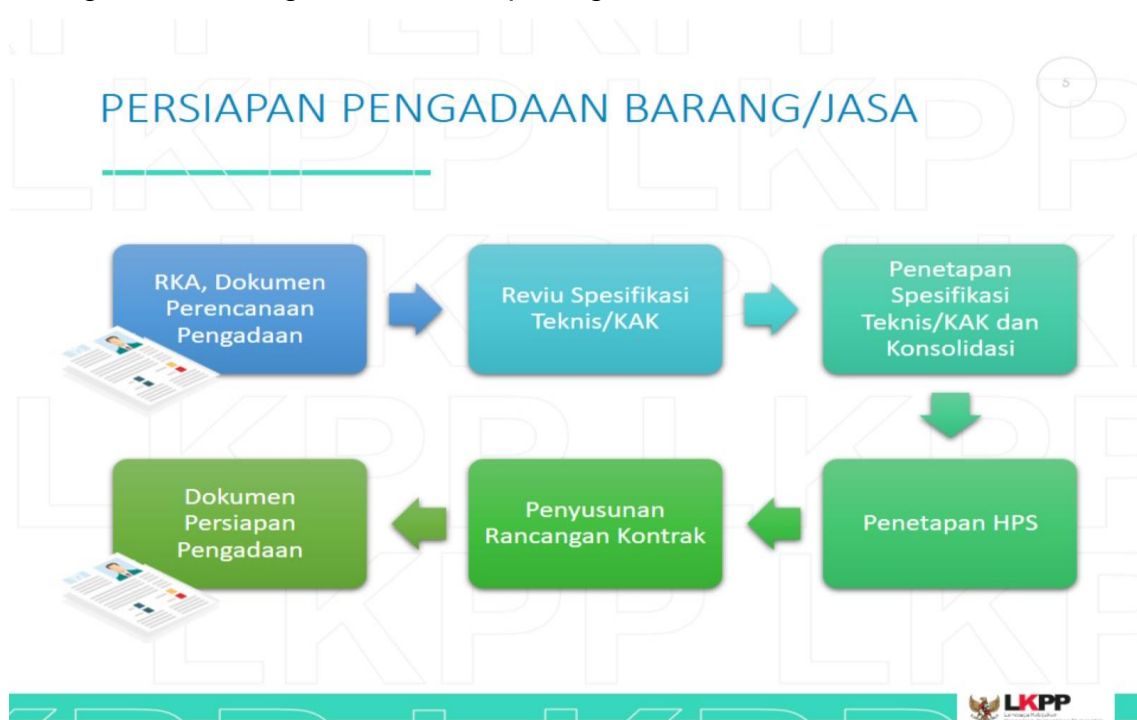 5
PERSIAPAN PENGADAAN BARANG/JASA
RKA, Dokumen
Perencanaan
Pengadaan
Reviu Spesifikasi
Teknis/KAK
Penetapan
Spesifikasi
Teknis/KAK dan
Konsolidasi
Penetapan HPS
Penyusunan
Rancangan Kontrak
Dokumen
Persiapan
Pengadaan
LKPP